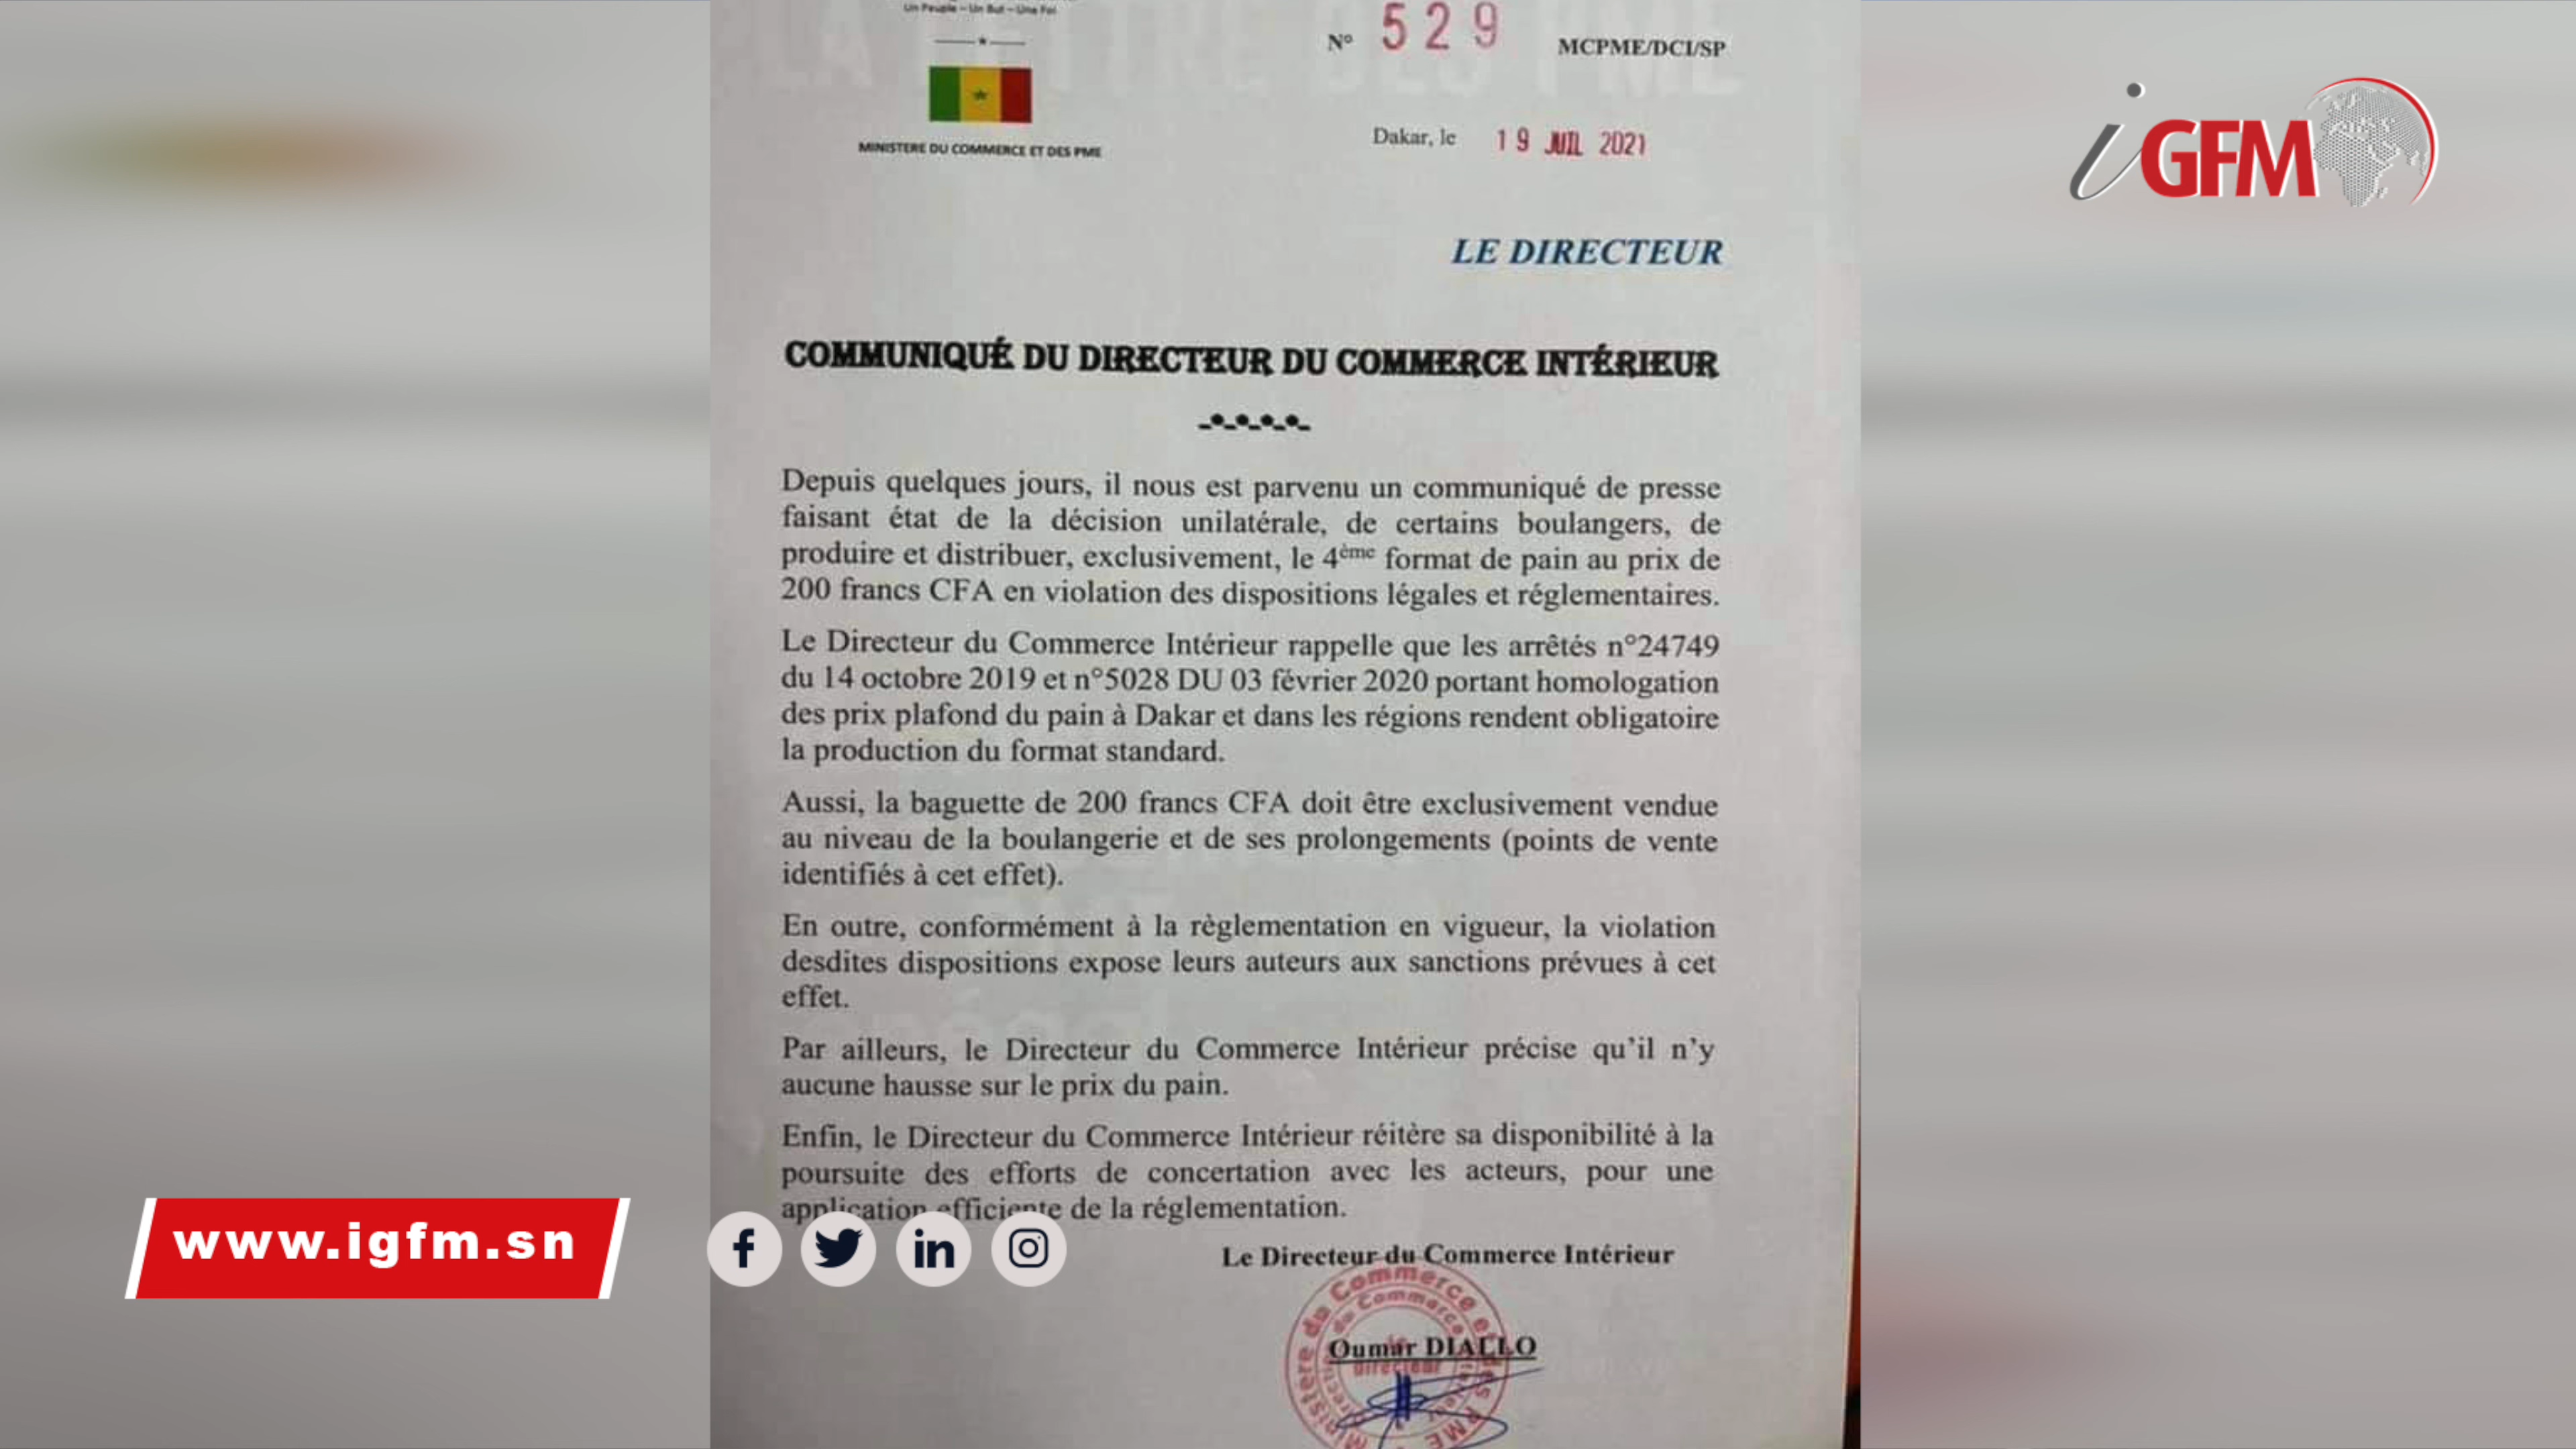 Un Peuple – Un But – Une Foi
MINISTERE DU COMMERCE ET DES PME
N° 529 MCPME/DCI/SP
Dakar, le 19 JUIL 2021
iGFM
LE DIRECTEUR
COMMUNIQUÉ DU DIRECTEUR DU COMMERCE INTÉRIEUR
Depuis quelques jours, il nous est parvenu un communiqué de presse
faisant état de la décision unilatérale, de certains boulangers, de
produire et distribuer, exclusivement, le 4ème format de pain au prix de
200 francs CFA en violation des dispositions légales et réglementaires.
Le Directeur du Commerce Intérieur rappelle que les arrêtés n°24749
du 14 octobre 2019 et n°5028 DU 03 février 2020 portant homologation
des prix plafond du pain à Dakar et dans les régions rendent obligatoire
la production du format standard.
Aussi, la baguette de 200 francs CFA doit être exclusivement vendue
au niveau de la boulangerie et de ses prolongements (points de vente
identifiés à cet effet).
En outre, conformément à la règlementation en vigueur, la violation
desdites dispositions expose leurs auteurs aux sanctions prévues à cet
effet.
Par ailleurs, le Directeur du Commerce Intérieur précise qu'il n'y
aucune hausse sur le prix du pain.
Enfin, le Directeur du Commerce Intérieur réitère sa disponibilité à la
poursuite des efforts de concertation avec les acteurs, pour une
application efficiente de la réglementation.
Le Directeur du Commerce Intérieur
Oumar DIALLO
Ministère du Commerce et des PME
le Directeur
www.igfm.sn